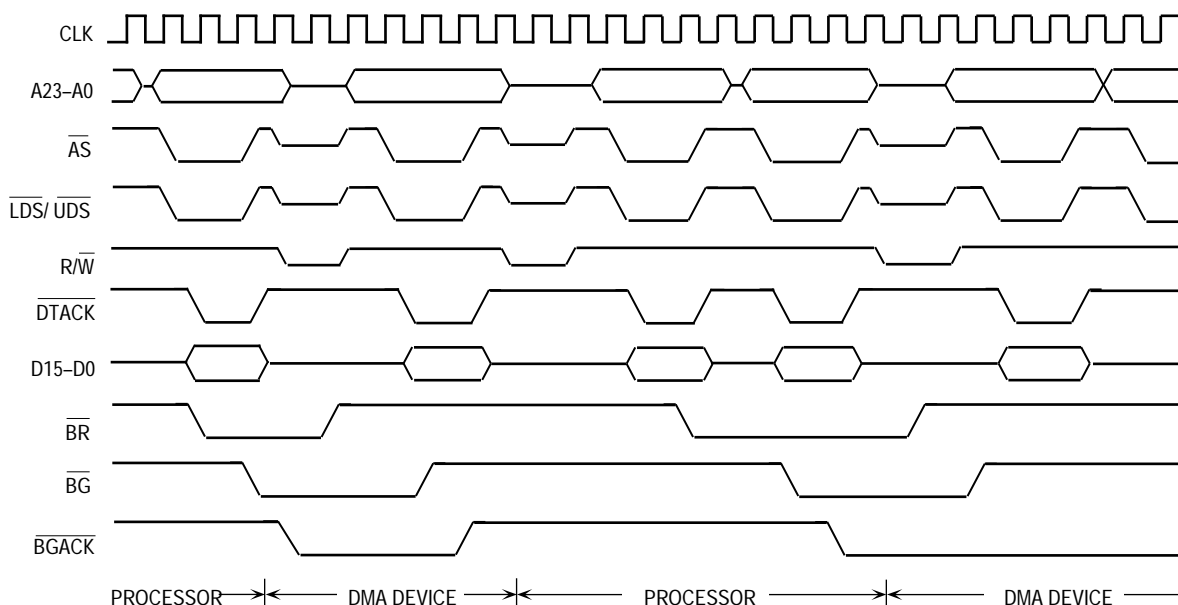 CLK
A23–A0
AS
LDS/ UDS
R/W
DTACK
D15–D0
BR
BG
BGACK
PROCESSOR
DMA DEVICE
PROCESSOR
DMA DEVICE